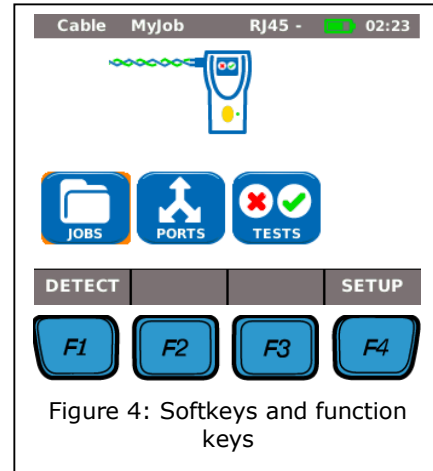 Cable MyJob RJ45 - 02:23
JOBS PORTS TESTS
DETECT SETUP
F1 F2 F3 F4
Figure 4: Softkeys and function
keys